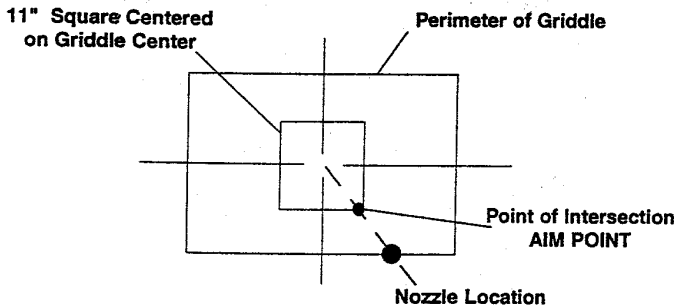 11" Square Centered
on Griddle Center
Perimeter of Griddle
Point of Intersection
AIM POINT
Nozzle Location